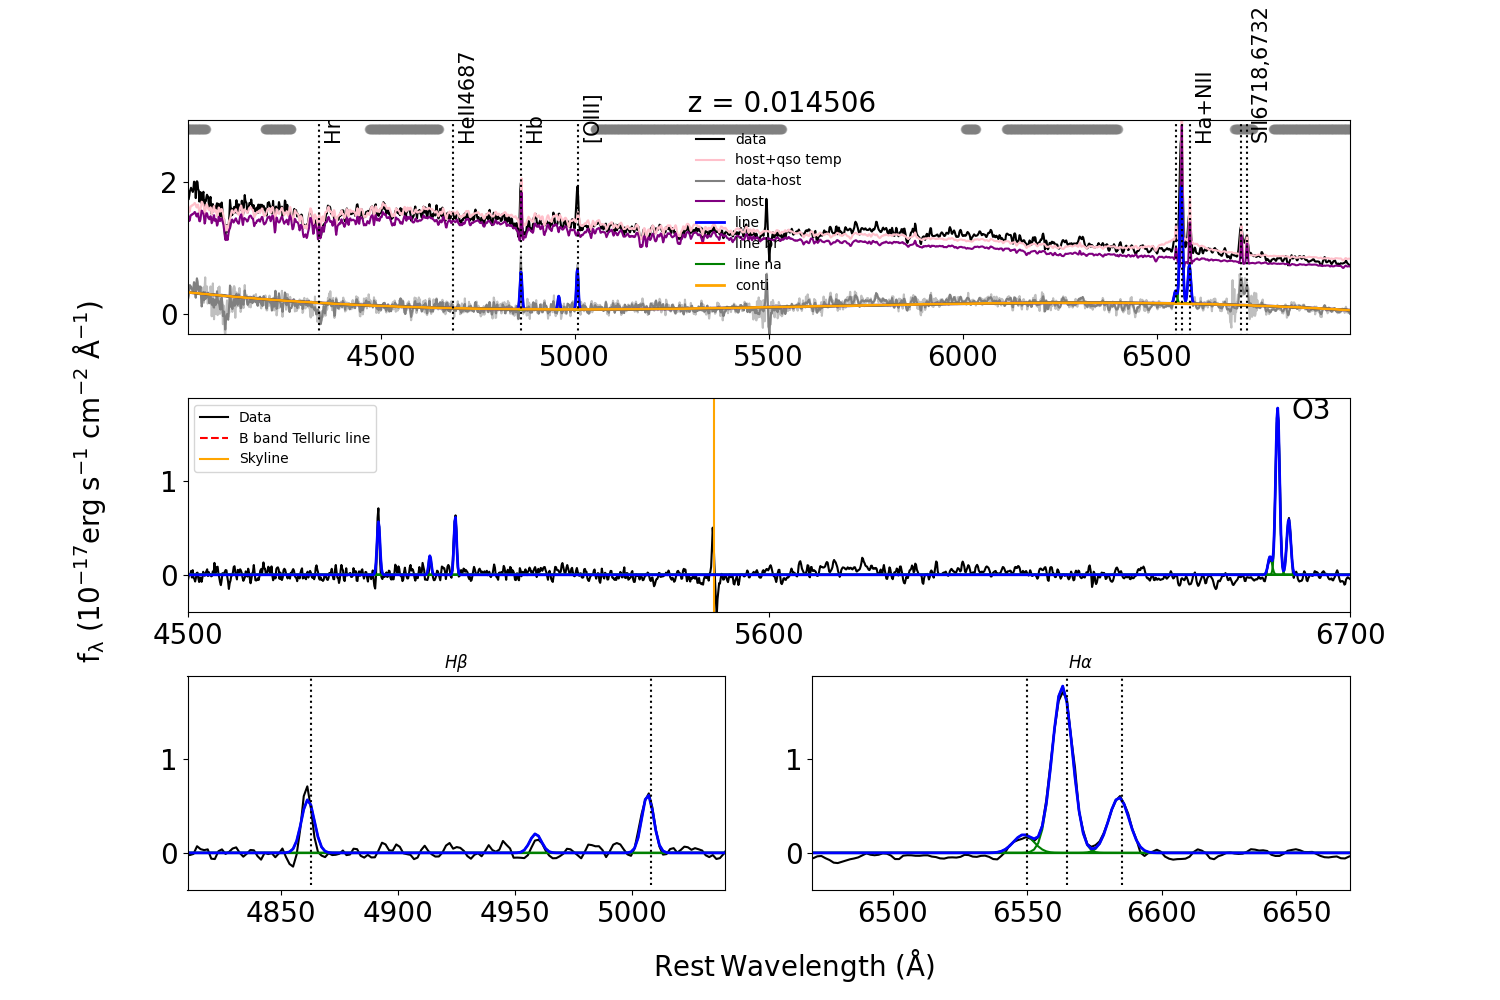 z = 0.014506
Hr
HeII4687
Hb
[OIII]
Ha+NII
SII6718,6732
data
host+qso temp
data-host
host
line
line br
line na
conti
2
0
4500 5000 5500 6000 6500
Data
B band Telluric line
Skyline
O3
1
0
4500 5600 6700
fλ (10⁻¹⁷erg s⁻¹ cm⁻² Å⁻¹)
Hβ
1
0
4850 4900 4950 5000
Hα
1
0
6500 6550 6600 6650
Rest Wavelength (Å)